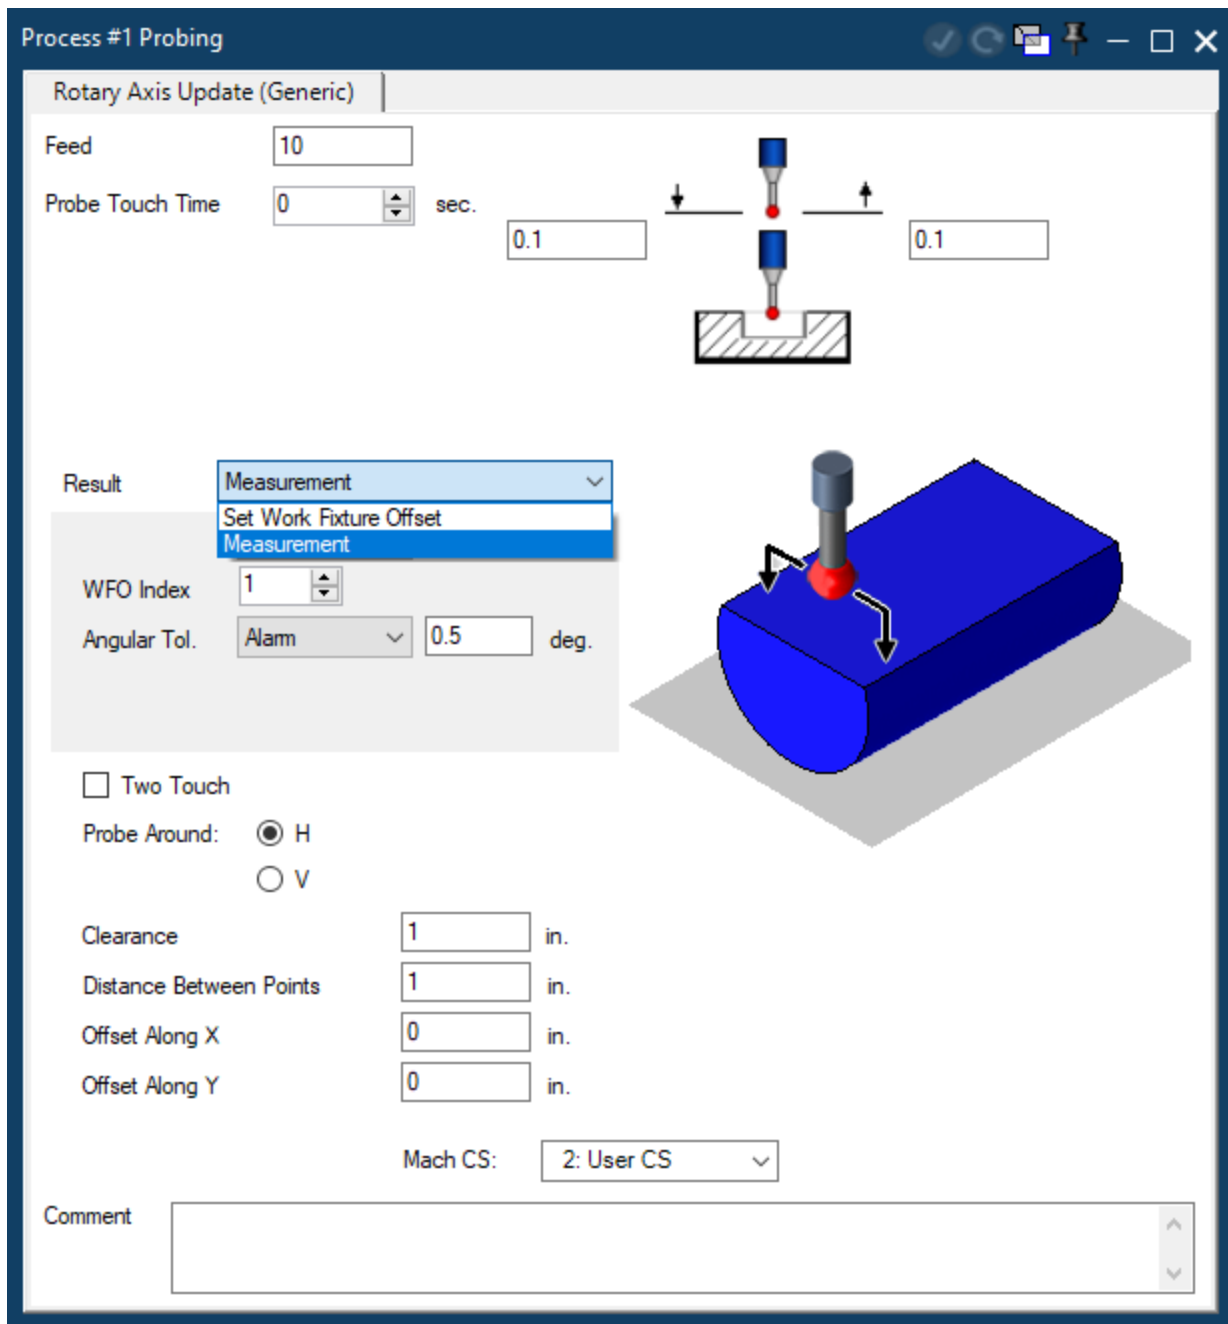 Process #1 Probing
Rotary Axis Update (Generic)
Feed 10
Probe Touch Time 0 sec.
0.1 0.1
Result Measurement
Set Work Fixture Offset
Measurement
WFO Index 1
Angular Tol. Alarm 0.5 deg.
Two Touch
Probe Around: H
V
Clearance 1 in.
Distance Between Points 1 in.
Offset Along X 0 in.
Offset Along Y 0 in.
Mach CS: 2: User CS
Comment